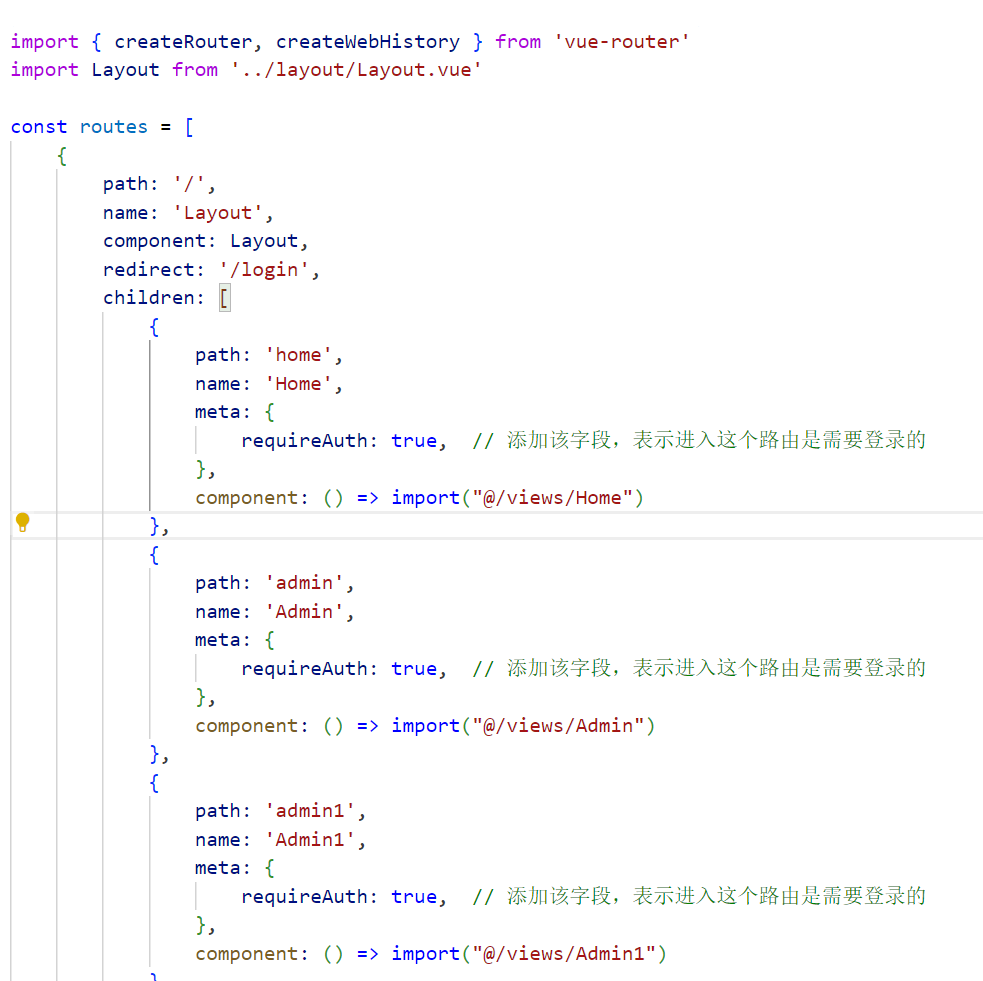 import { createRouter, createWebHistory } from 'vue-router'
import Layout from '../layout/Layout.vue'

const routes = [
    {
        path: '/',
        name: 'Layout',
        component: Layout,
        redirect: '/login',
        children: [
            {
                path: 'home',
                name: 'Home',
                meta: {
                    requireAuth: true,  // 添加该字段，表示进入这个路由是需要登录的
                },
                component: () => import("@/views/Home")
            },
            {
                path: 'admin',
                name: 'Admin',
                meta: {
                    requireAuth: true,  // 添加该字段，表示进入这个路由是需要登录的
                },
                component: () => import("@/views/Admin")
            },
            {
                path: 'admin1',
                name: 'Admin1',
                meta: {
                    requireAuth: true,  // 添加该字段，表示进入这个路由是需要登录的
                },
                component: () => import("@/views/Admin1")